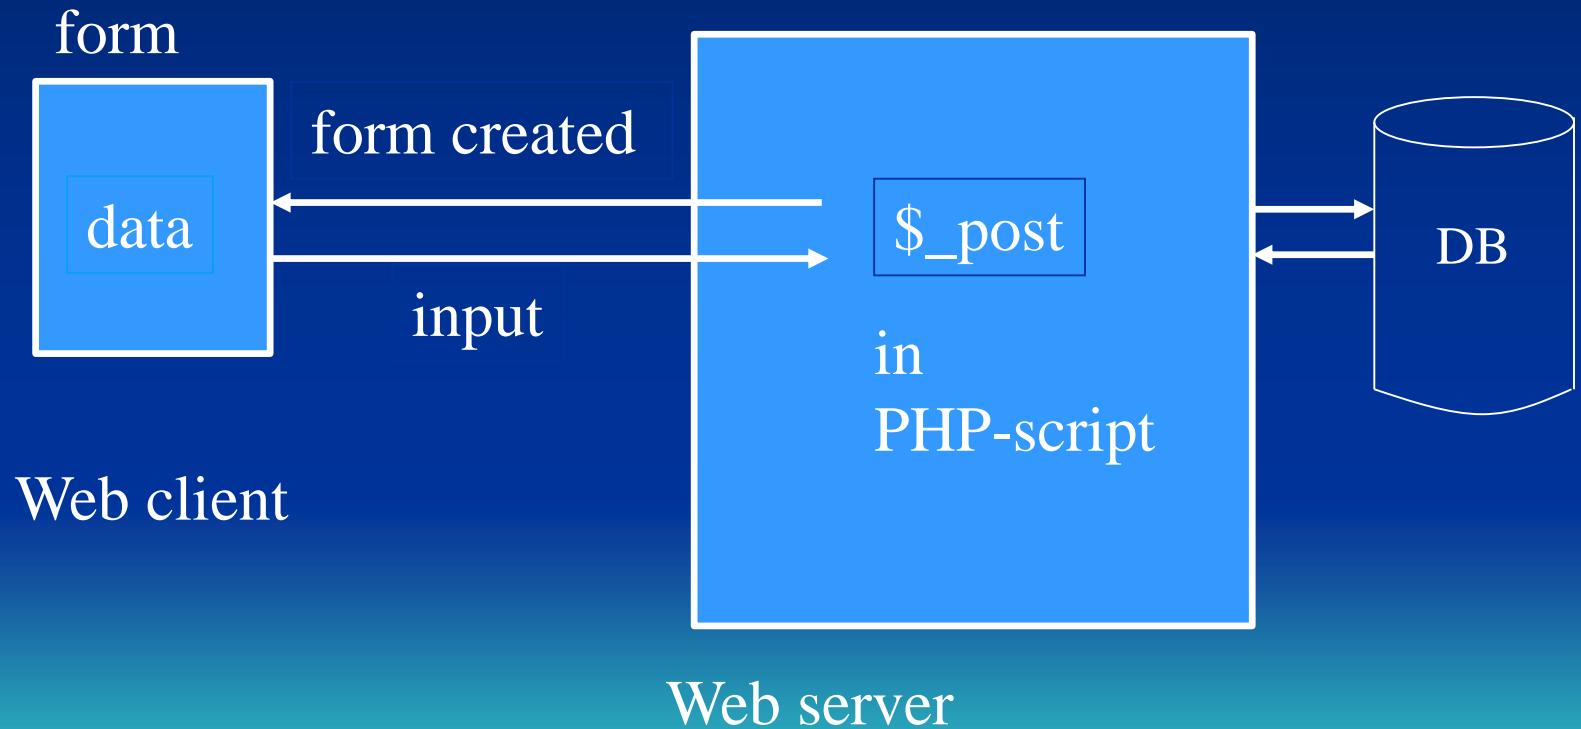 form
form created
data
$_post
DB
input
in
PHP-script
Web client
Web server